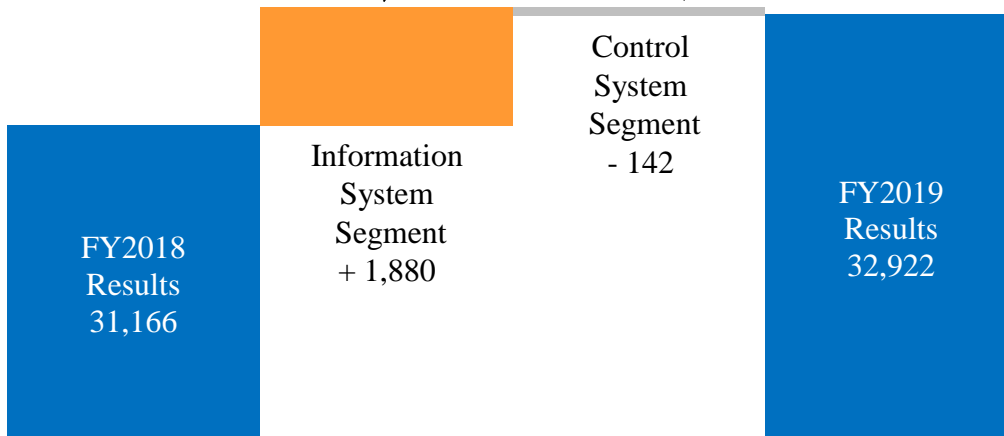 FY2018
Results
31,166
Information
System
Segment
+ 1,880
Control
System
Segment
- 142
FY2019
Results
32,922